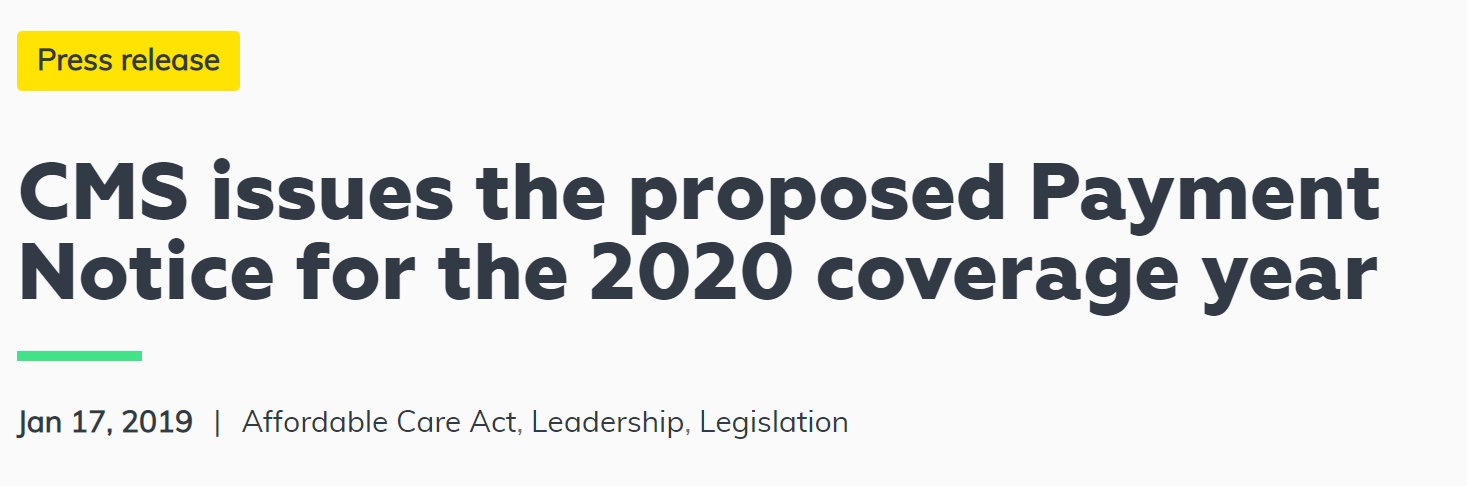 Press release
CMS issues the proposed Payment
Notice for the 2020 coverage year
Jan 17, 2019 | Affordable Care Act, Leadership, Legislation